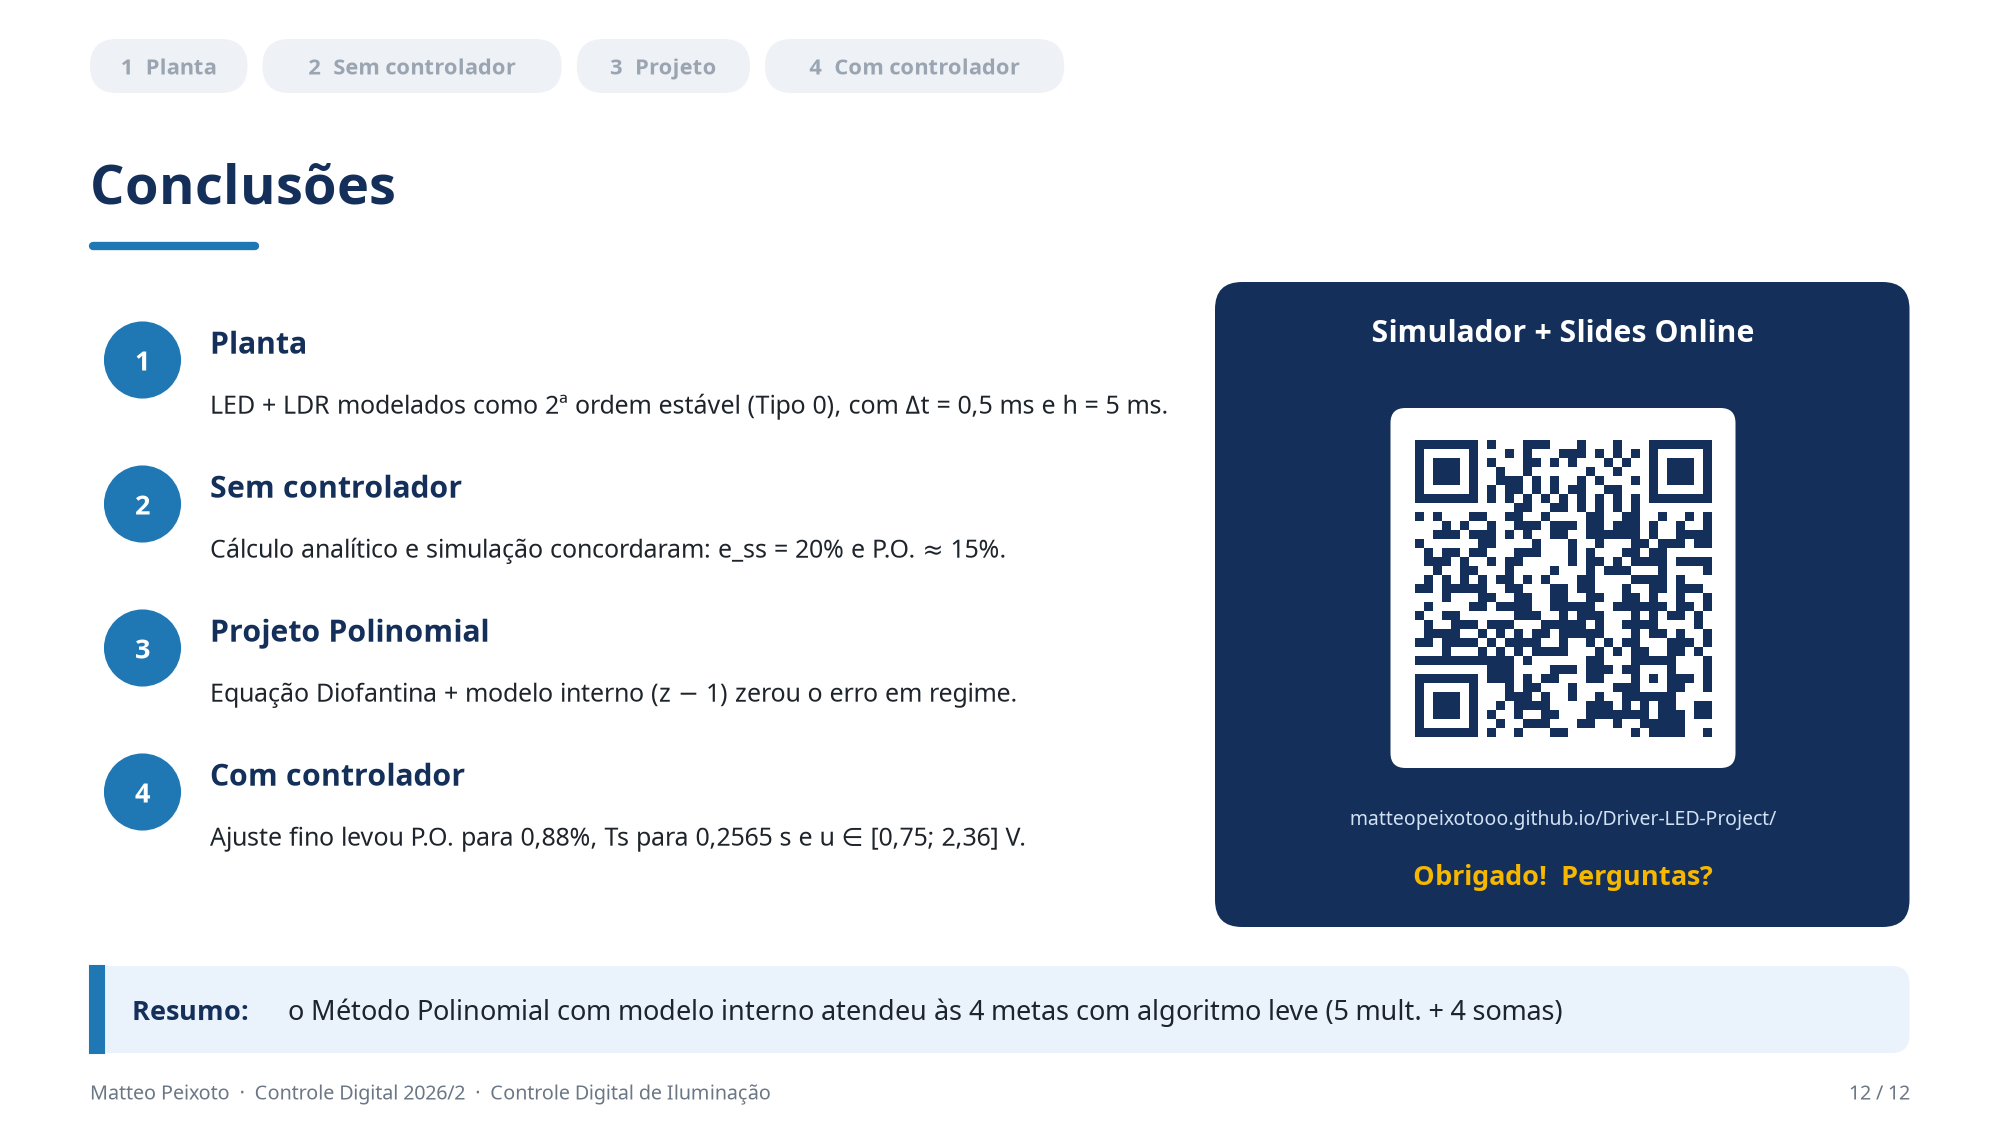 1 Planta
2 Sem controlador
3 Projeto
4 Com controlador
Conclusões
1
Planta
LED + LDR modelados como 2ª ordem estável (Tipo 0), com Δt = 0,5 ms e h = 5 ms.
2
Sem controlador
Cálculo analítico e simulação concordaram: e_ss = 20% e P.O. ≈ 15%.
3
Projeto Polinomial
Equação Diofantina + modelo interno (z − 1) zerou o erro em regime.
4
Com controlador
Ajuste fino levou P.O. para 0,88%, Ts para 0,2565 s e u ∈ [0,75; 2,36] V.
Simulador + Slides Online
matteopeixotooo.github.io/Driver-LED-Project/
Obrigado! Perguntas?
Resumo: o Método Polinomial com modelo interno atendeu às 4 metas com algoritmo leve (5 mult. + 4 somas)
Matteo Peixoto · Controle Digital 2026/2 · Controle Digital de Iluminação
12 / 12